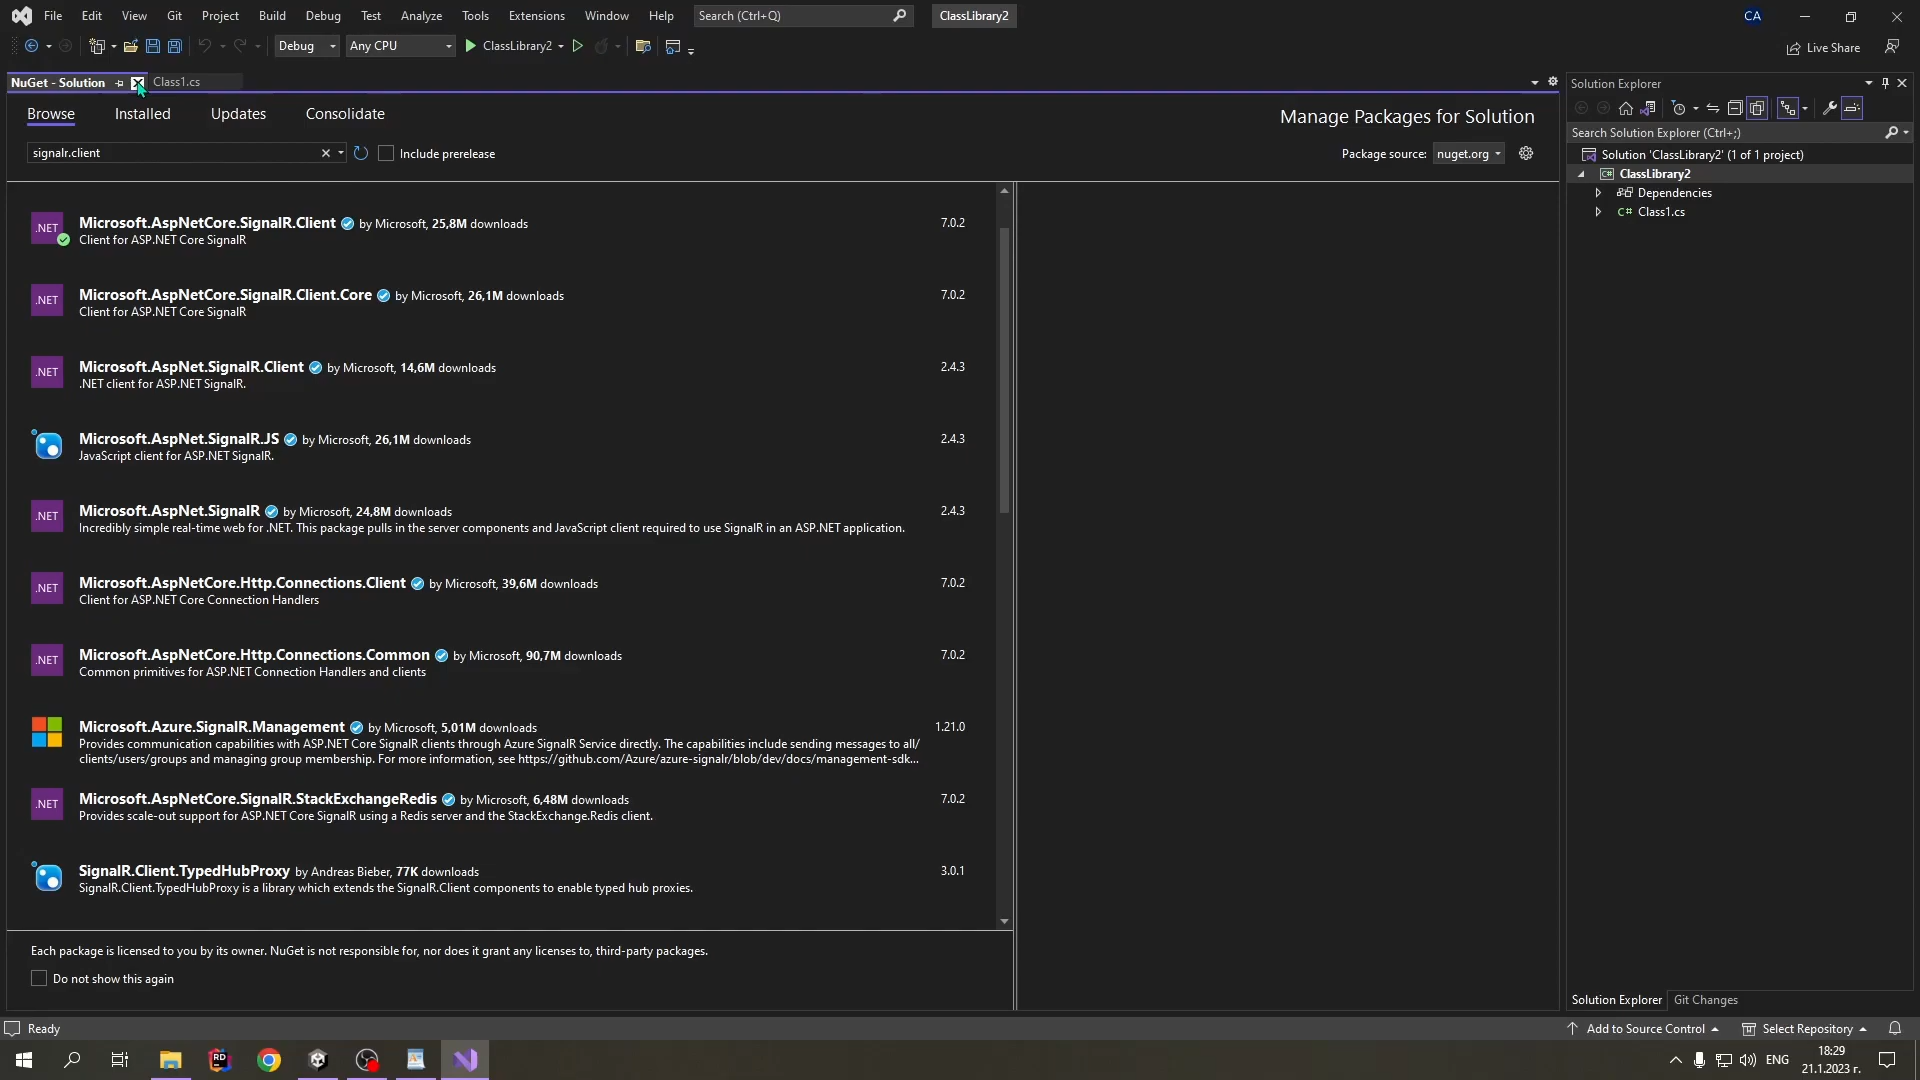 File Edit View Git Project Build Debug Test Analyze Tools Extensions Window Help Search (Ctrl+Q) ClassLibrary2 CA
Debug Any CPU ClassLibrary2 Live Share
NuGet - Solution Class1.cs
Browse Installed Updates Consolidate Manage Packages for Solution
signalr.client Include prerelease Package source: nuget.org
Microsoft.AspNetCore.SignalR.Client by Microsoft, 25,8M downloads 7.0.2
Client for ASP.NET Core SignalR
Microsoft.AspNetCore.SignalR.Client.Core by Microsoft, 26,1M downloads 7.0.2
Client for ASP.NET Core SignalR
Microsoft.AspNet.SignalR.Client by Microsoft, 14,6M downloads 2.4.3
.NET client for ASP.NET SignalR.
Microsoft.AspNet.SignalR.JS by Microsoft, 26,1M downloads 2.4.3
JavaScript client for ASP.NET SignalR.
Microsoft.AspNet.SignalR by Microsoft, 24,8M downloads 2.4.3
Incredibly simple real-time web for .NET. This package pulls in the server components and JavaScript client required to use SignalR in an ASP.NET application.
Microsoft.AspNetCore.Http.Connections.Client by Microsoft, 39,6M downloads 7.0.2
Client for ASP.NET Core Connection Handlers
Microsoft.AspNetCore.Http.Connections.Common by Microsoft, 90,7M downloads 7.0.2
Common primitives for ASP.NET Connection Handlers and clients
Microsoft.Azure.SignalR.Management by Microsoft, 5,01M downloads 1.21.0
Provides communication capabilities with ASP.NET Core SignalR clients through Azure SignalR Service directly. The capabilities include sending messages to all/
clients/users/groups and managing group membership. For more information, see https://github.com/Azure/azure-signalr/blob/dev/docs/management-sdk...
Microsoft.AspNetCore.SignalR.StackExchangeRedis by Microsoft, 6,48M downloads 7.0.2
Provides scale-out support for ASP.NET Core SignalR using a Redis server and the StackExchange.Redis client.
SignalR.Client.TypedHubProxy by Andreas Bieber, 77K downloads 3.0.1
SignalR.Client.TypedHubProxy is a library which extends the SignalR.Client components to enable typed hub proxies.
.NET
.NET
.NET
.NET
.NET
.NET
.NET
Each package is licensed to you by its owner. NuGet is not responsible for, nor does it grant any licenses to, third-party packages.
Do not show this again
Solution Explorer
Search Solution Explorer (Ctrl+;)
Solution 'ClassLibrary2' (1 of 1 project)
C# ClassLibrary2
Dependencies
C# Class1.cs
Solution Explorer Git Changes
Ready Add to Source Control Select Repository
RD ENG 18:29
21.1.2023 г.